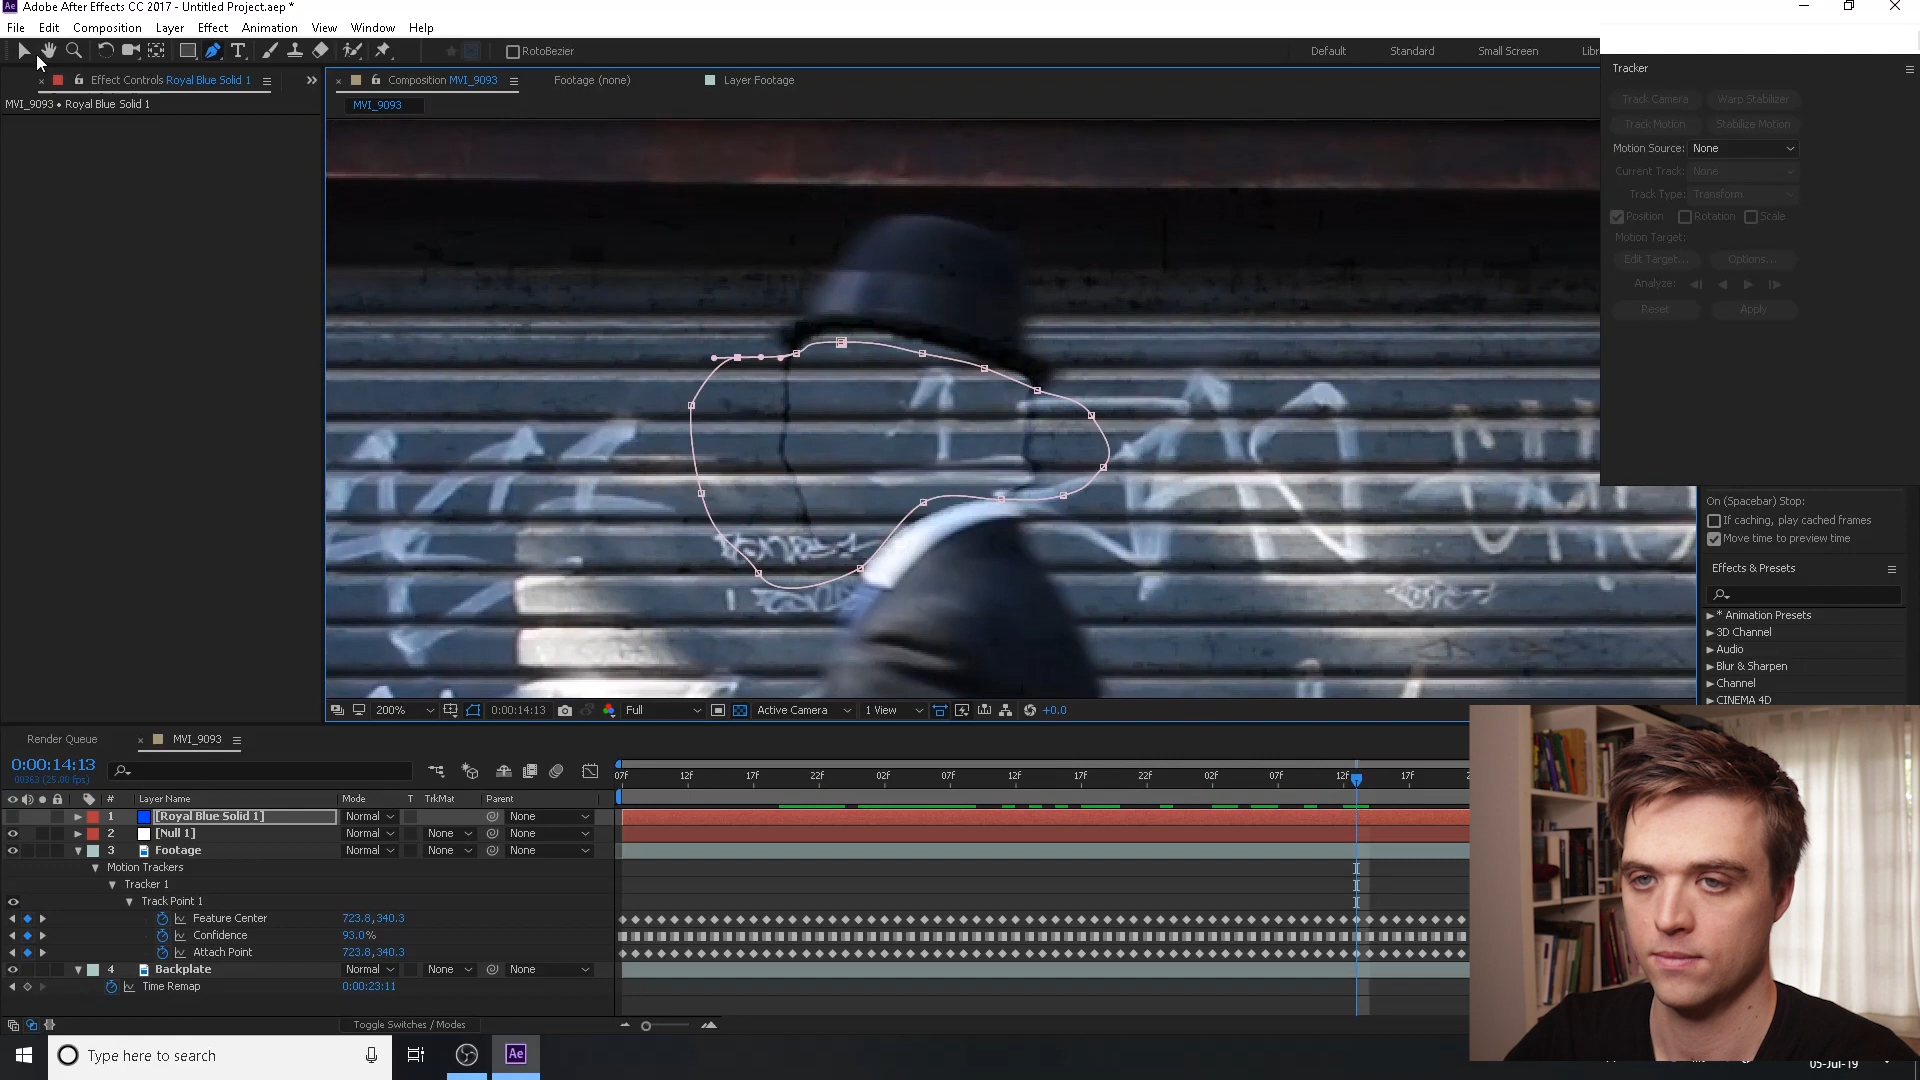 Ae Adobe After Effects CC 2017 - Untitled Project.aep *
File Edit Composition Layer Effect Animation View Window Help
RotoBezier Default Standard Small Screen Libr
Effect Controls Royal Blue Solid 1
MVI_9093 • Royal Blue Solid 1
Composition MVI_9093 Footage (none) Layer Footage
MVI_9093
Tracker
Track Camera Warp Stabilizer
Track Motion Stabilize Motion
Motion Source: None
Current Track: None
Track Type: Transform
Position Rotation Scale
Motion Target:
Edit Target... Options...
Analyze:
Reset Apply
On (Spacebar) Stop:
If caching, play cached frames
Move time to preview time
Effects & Presets
* Animation Presets
3D Channel
Audio
Blur & Sharpen
Channel
CINEMA 4D
200% 0:00:14:13 Full Active Camera 1 View +0.0
Render Queue MVI_9093
0:00:14:13
00363 (25.00 fps)
07f 12f 17f 22f 02f 07f 12f 17f 22f 02f 07f 12f 17f
# Layer Name Mode T TrkMat Parent
1 [Royal Blue Solid 1] Normal None
2 [Null 1] Normal None None
3 Footage Normal None None
Motion Trackers
Tracker 1
Track Point 1
Feature Center 723.8,340.3
Confidence 93.0%
Attach Point 723.8,340.3
4 Backplate Normal None None
Time Remap 0:00:23:11
Toggle Switches / Modes
Type here to search
Ae
05-Jul-19